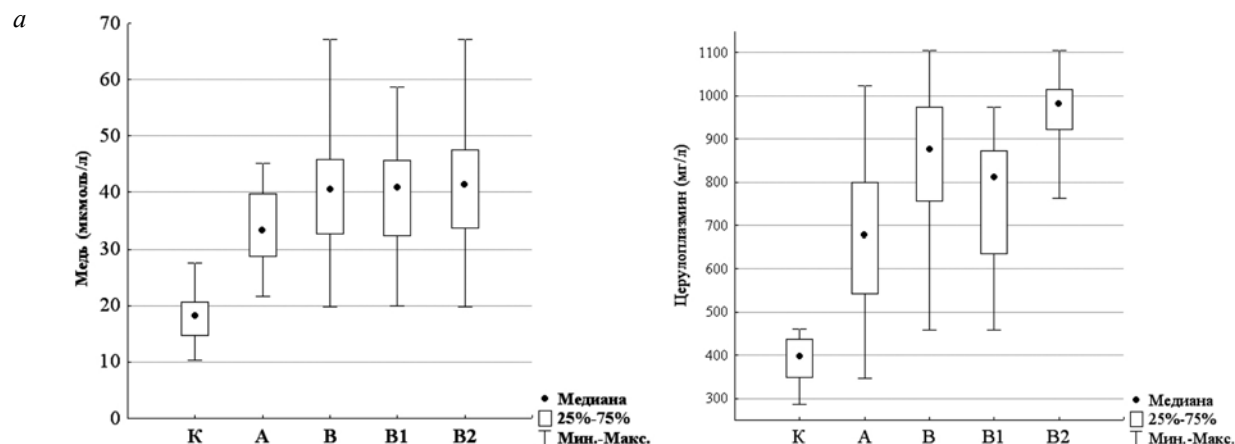 а
Медь (мкмоль/л)
70
60
50
40
30
20
10
0
К А В В1 В2
Медиана
25%-75%
Мин.-Макс.
Церулоплазмин (мг/л)
1100
1000
900
800
700
600
500
400
300
К А В В1 В2
Медиана
25%-75%
Мин.-Макс.